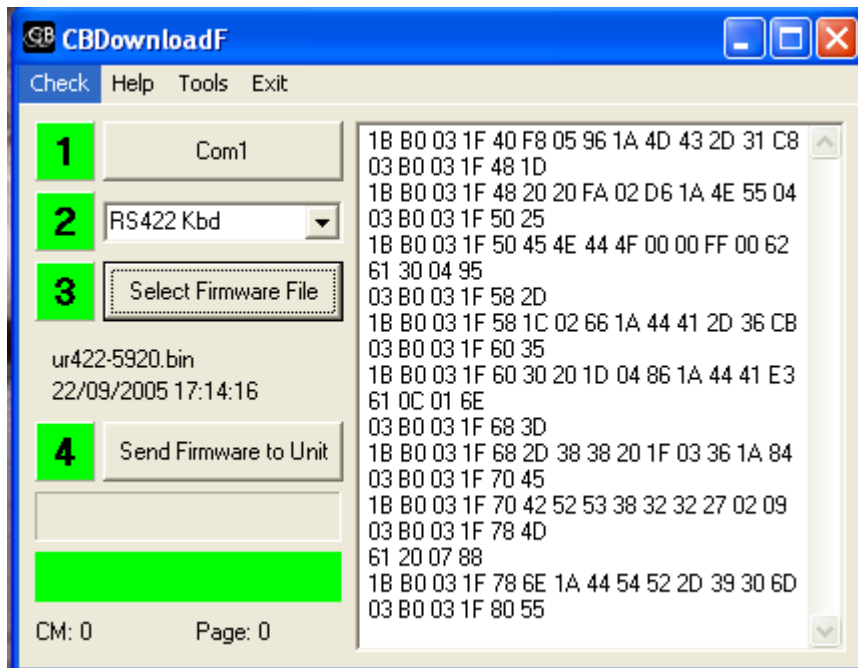 CB CBDownloadF
Check Help Tools Exit
1 Com1
2 RS422 Kbd
3 Select Firmware File
ur422-5920.bin
22/09/2005 17:14:16
4 Send Firmware to Unit
CM: 0 Page: 0
1B B0 03 1F 40 F8 05 96 1A 4D 43 2D 31 C8
03 B0 03 1F 48 1D
1B B0 03 1F 48 20 20 FA 02 D6 1A 4E 55 04
03 B0 03 1F 50 25
1B B0 03 1F 50 45 4E 44 4F 00 00 FF 00 62
61 30 04 95
03 B0 03 1F 58 2D
1B B0 03 1F 58 1C 02 66 1A 44 41 2D 36 CB
03 B0 03 1F 60 35
1B B0 03 1F 60 30 20 1D 04 86 1A 44 41 E3
61 0C 01 6E
03 B0 03 1F 68 3D
1B B0 03 1F 68 2D 38 38 20 1F 03 36 1A 84
03 B0 03 1F 70 45
1B B0 03 1F 70 42 52 53 38 32 32 27 02 09
03 B0 03 1F 78 4D
61 20 07 88
1B B0 03 1F 78 6E 1A 44 54 52 2D 39 30 6D
03 B0 03 1F 80 55